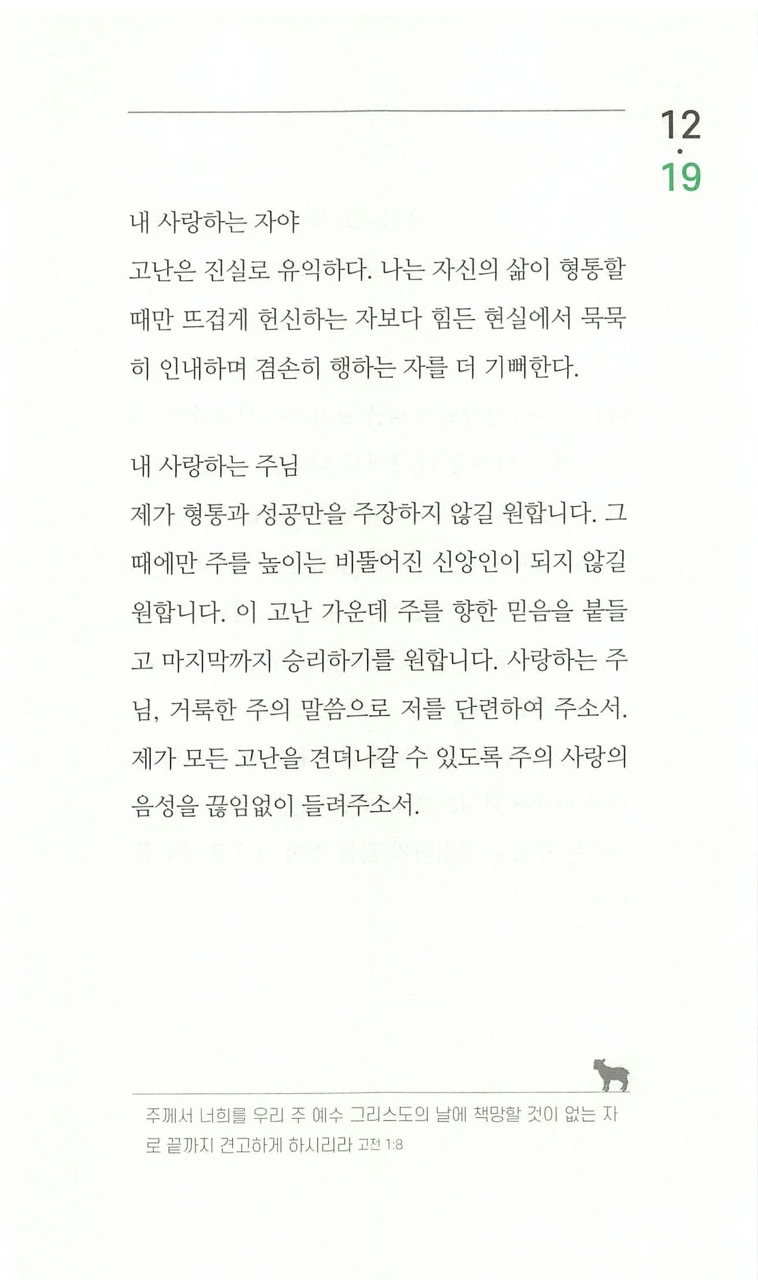 12
·
19
내 사랑하는 자야
고난은 진실로 유익하다. 나는 자신의 삶이 형통할
때만 뜨겁게 헌신하는 자보다 힘든 현실에서 묵묵
히 인내하며 겸손히 행하는 자를 더 기뻐한다.
내 사랑하는 주님
제가 형통과 성공만을 주장하지 않길 원합니다. 그
때에만 주를 높이는 비뚤어진 신앙인이 되지 않길
원합니다. 이 고난 가운데 주를 향한 믿음을 붙들
고 마지막까지 승리하기를 원합니다. 사랑하는 주
님, 거룩한 주의 말씀으로 저를 단련하여 주소서.
제가 모든 고난을 견뎌나갈 수 있도록 주의 사랑의
음성을 끊임없이 들려주소서.
주께서 너희를 우리 주 예수 그리스도의 날에 책망할 것이 없는 자
로 끝까지 견고하게 하시리라 고전 1:8